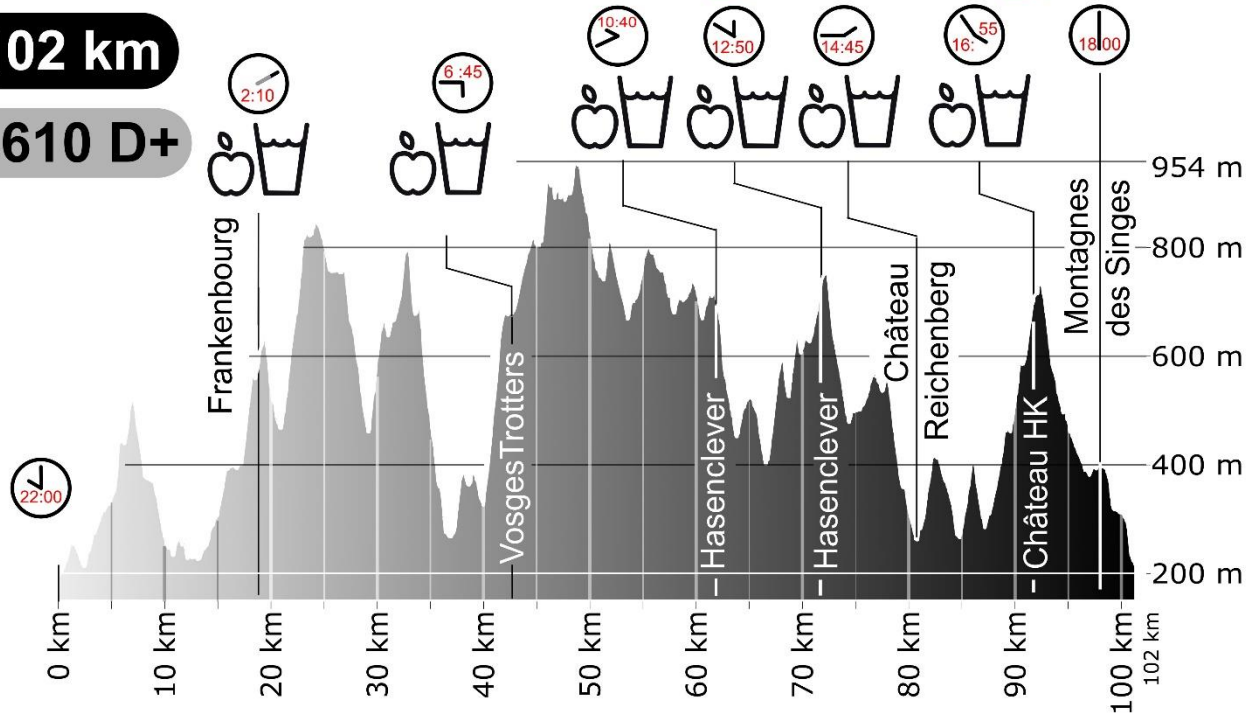 02 km
610 D+
22:00
2:10
6 :45
10:40
12:50
14:45
16: 55
18:00
Frankenbourg
VosgesTrotters
Hasenclever
Hasenclever
Château
Reichenberg
Château HK
Montagnes
des Singes
954 m
800 m
600 m
400 m
200 m
0 km
10 km
20 km
30 km
40 km
50 km
60 km
70 km
80 km
90 km
100 km
102 km